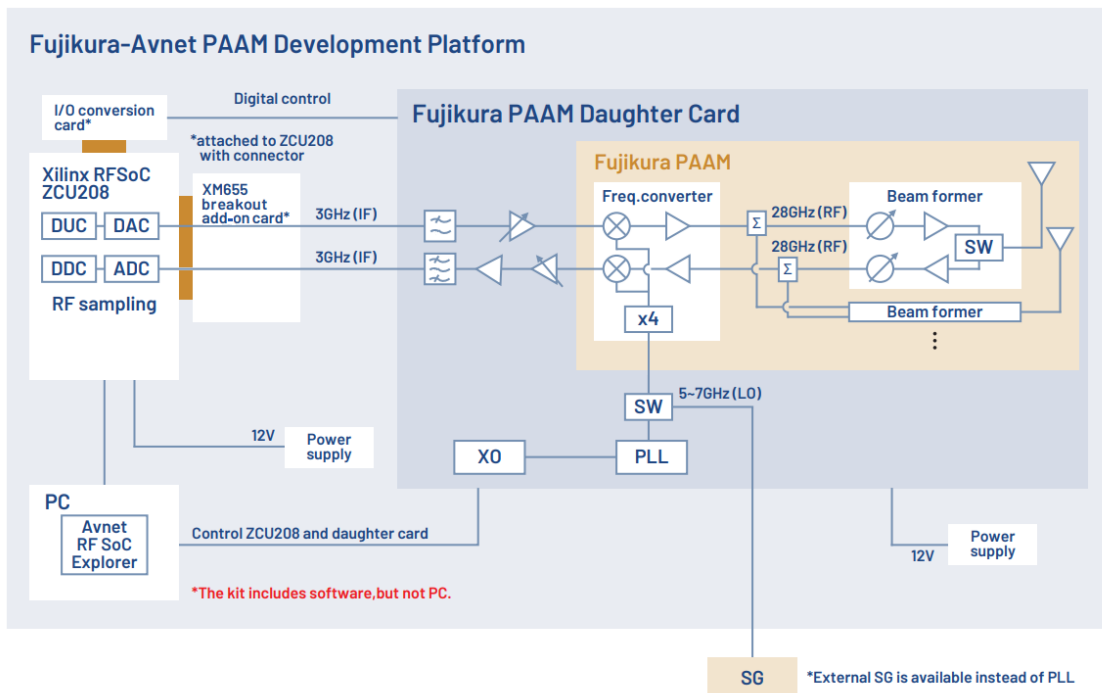 Fujikura-Avnet PAAM Development Platform
I/O conversion
card*
Digital control
*attached to ZCU208
with connector
Fujikura PAAM Daughter Card
Fujikura PAAM
Xilinx RFSoC
ZCU208
DUC
DAC
DDC
ADC
RF sampling
XM655
breakout
add-on card*
3GHz (IF)
3GHz (IF)
Freq.converter
x4
Σ
Σ
28GHz (RF)
28GHz (RF)
Beam former
SW
Beam former
⋮
SW
5~7GHz (LO)
XO
PLL
12V
Power
supply
PC
Avnet
RF SoC
Explorer
Control ZCU208 and daughter card
*The kit includes software,but not PC.
12V
Power
supply
SG
*External SG is available instead of PLL